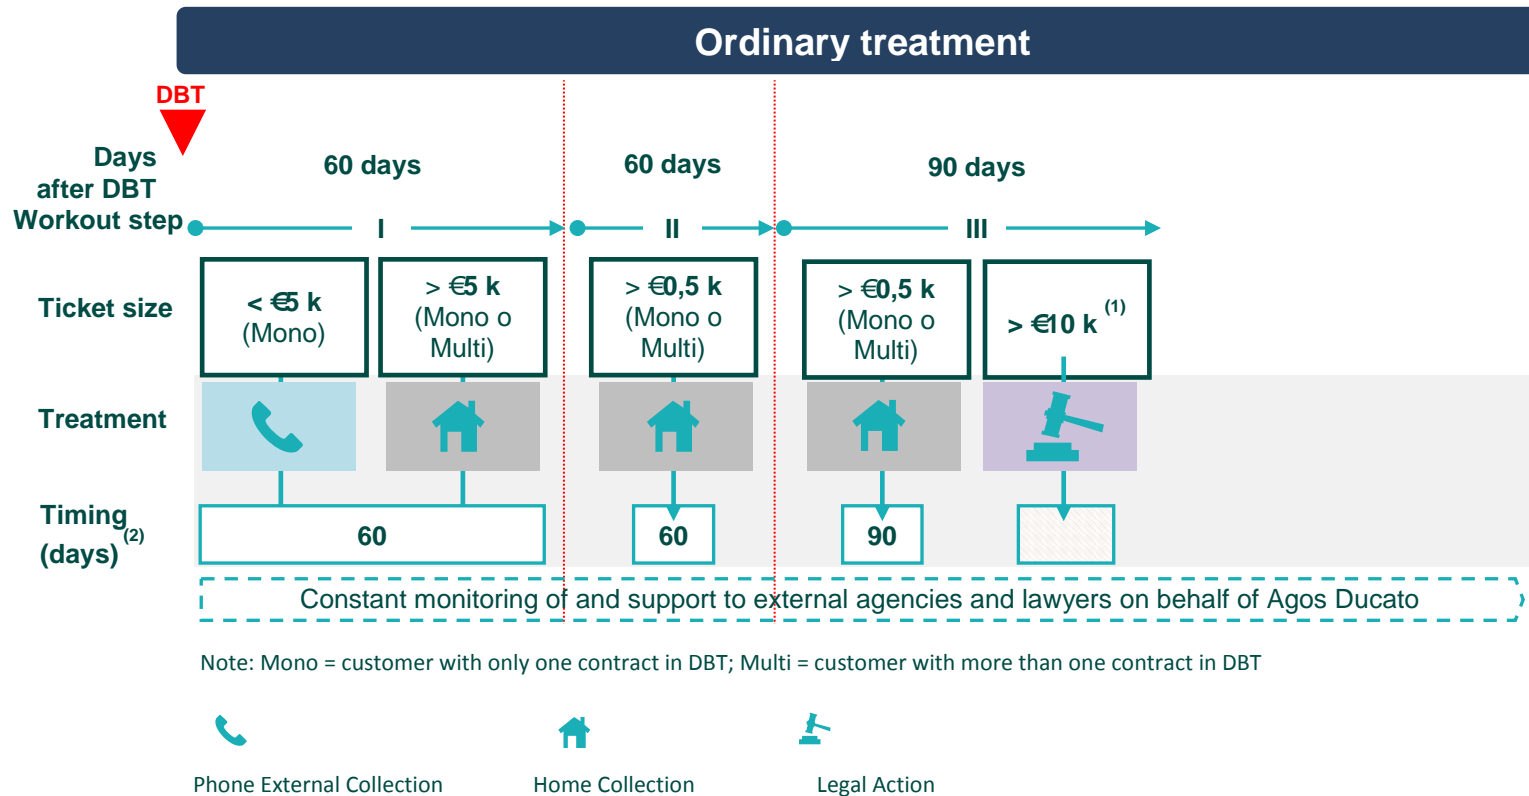 Ordinary treatment
DBT
Days
after DBT
60 days
60 days
90 days
Workout step
I
II
III
Ticket size
< €5 k
(Mono)
> €5 k
(Mono o
Multi)
> €0,5 k
(Mono o
Multi)
> €0,5 k
(Mono o
Multi)
> €10 k (1)
Treatment
Timing
(days) (2)
60
60
90
Constant monitoring of and support to external agencies and lawyers on behalf of Agos Ducato
Note: Mono = customer with only one contract in DBT; Multi = customer with more than one contract in DBT
Phone External Collection
Home Collection
Legal Action